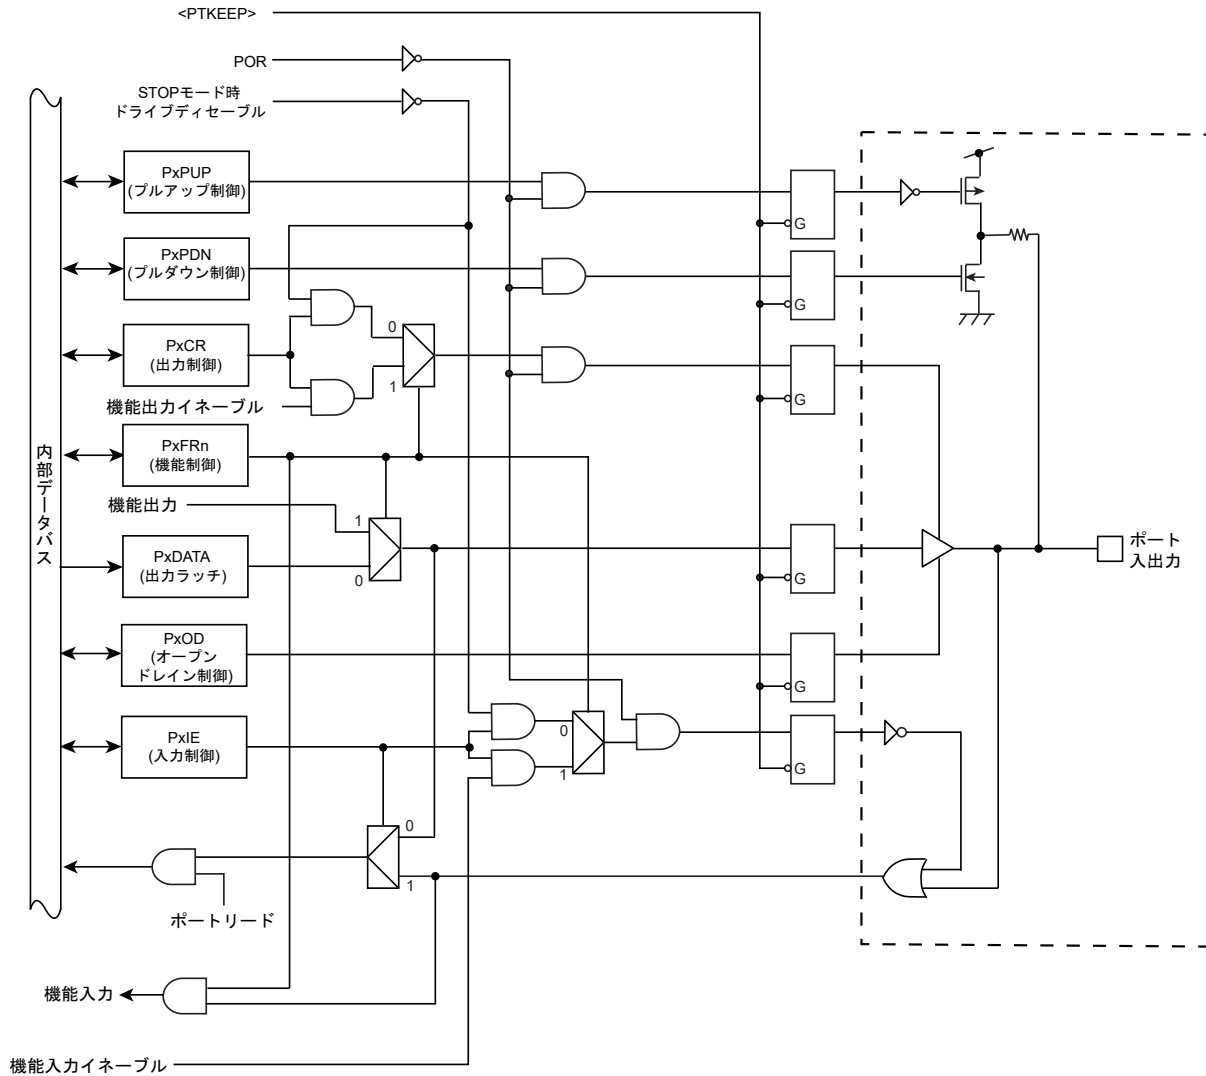 <PTKEEP>
POR
STOPモード時
ドライブディセーブル
PxPUP
(プルアップ制御)
G
PxPDN
(プルダウン制御)
G
PxCR
(出力制御)
0
1
G
機能出力イネーブル
内部データバス
PxFRn
(機能制御)
機能出力
1
0
PxDATA
(出力ラッチ)
G
ポート
入出力
PxOD
(オープン
ドレイン制御)
G
PxIE
(入力制御)
0
1
G
0
1
ポートリード
機能入力
機能入力イネーブル